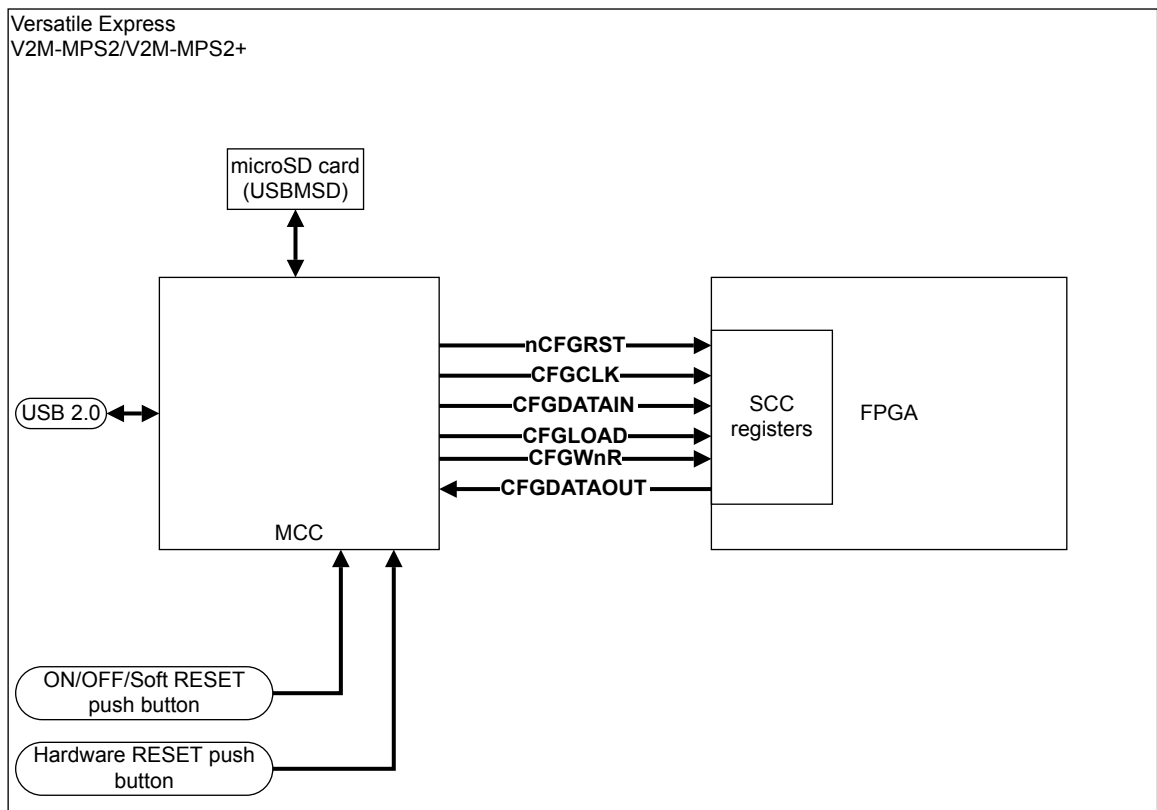 Versatile Express
V2M-MPS2/V2M-MPS2+
microSD card
(USBMSD)
nCFGRST
CFGCLK
CFGDATAIN
CFGLOAD
CFGWnR
CFGDATAOUT
SCC
registers
FPGA
USB 2.0
MCC
ON/OFF/Soft RESET
push button
Hardware RESET push
button